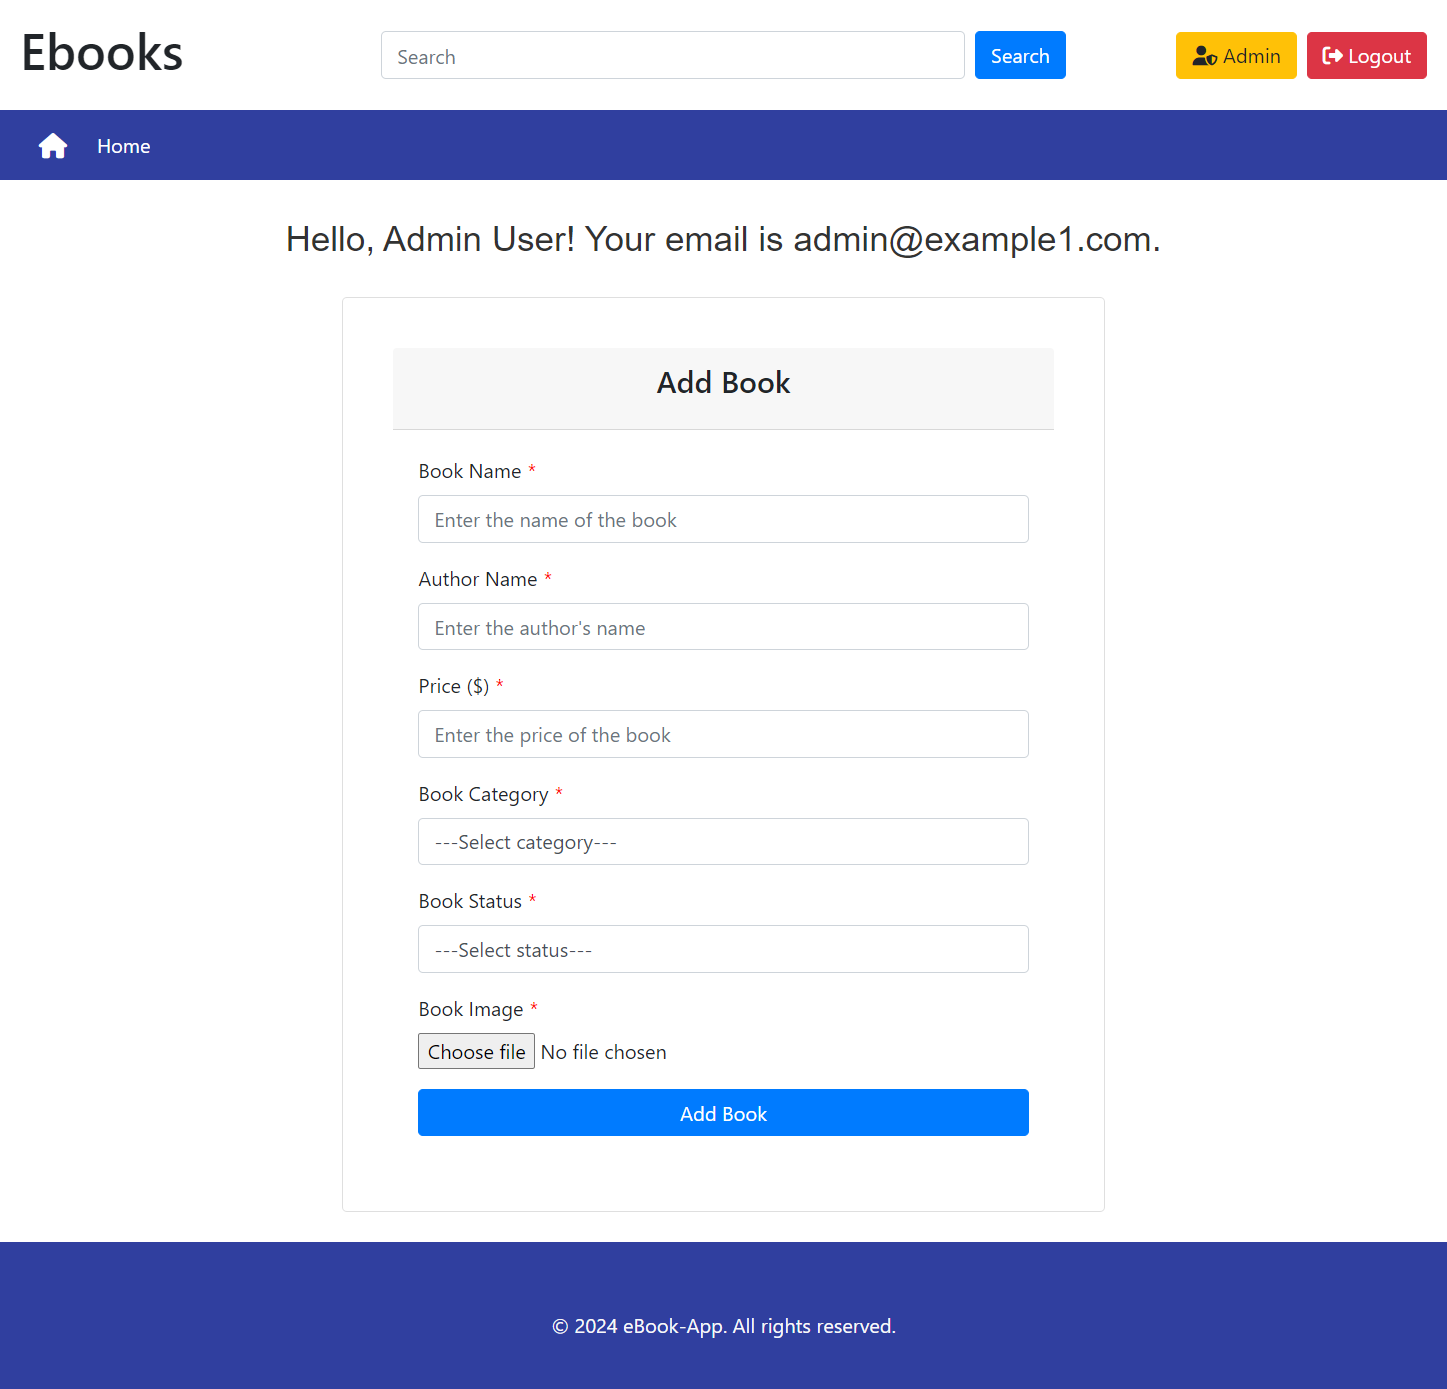 Ebooks
Search
Search
Admin
Logout
Home
Hello, Admin User! Your email is admin@example1.com.
Add Book
Book Name *
Enter the name of the book
Author Name *
Enter the author's name
Price ($) *
Enter the price of the book
Book Category *
---Select category---
Book Status *
---Select status---
Book Image *
Choose file No file chosen
Add Book
© 2024 eBook-App. All rights reserved.